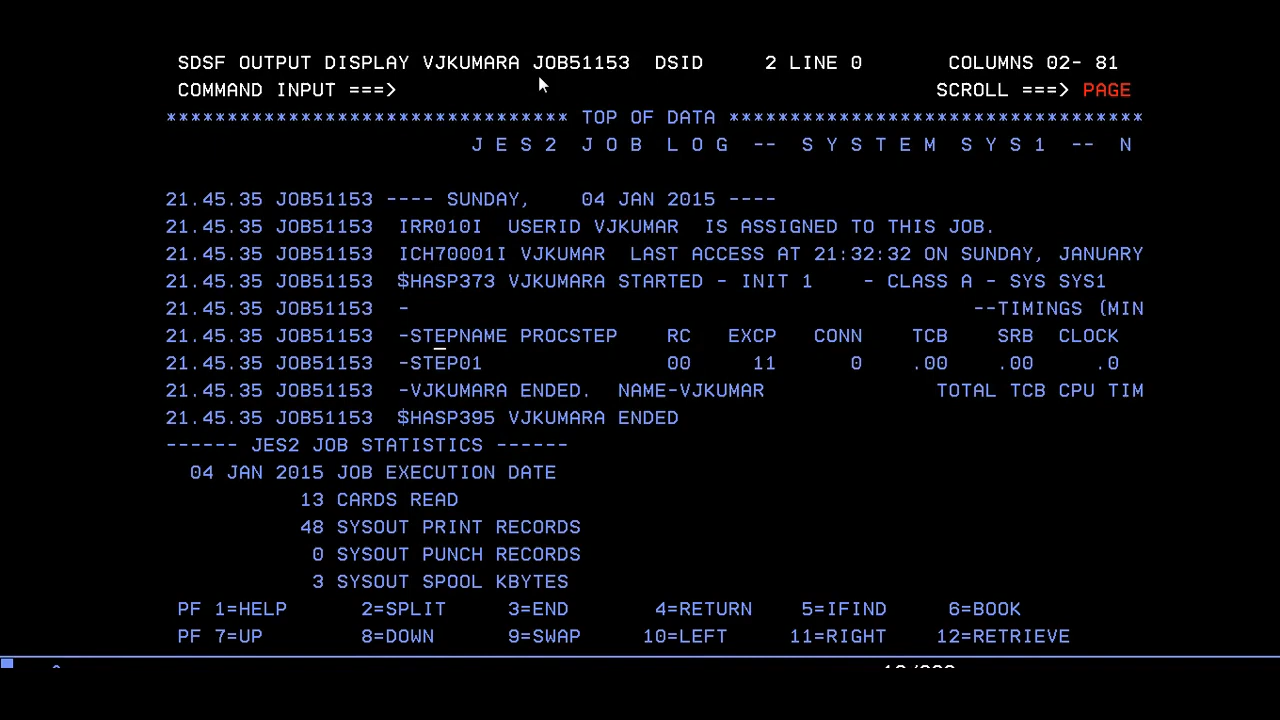 SDSF OUTPUT DISPLAY VJKUMARA JOB51153  DSID     2 LINE 0       COLUMNS 02- 81
COMMAND INPUT ===>                                            SCROLL ===> PAGE
********************************* TOP OF DATA **********************************
                         J E S 2  J O B  L O G  --  S Y S T E M  S Y S 1  --  N
21.45.35 JOB51153 ---- SUNDAY,    04 JAN 2015 ----
21.45.35 JOB51153  IRR010I  USERID VJKUMAR  IS ASSIGNED TO THIS JOB.
21.45.35 JOB51153  ICH70001I VJKUMAR  LAST ACCESS AT 21:32:32 ON SUNDAY, JANUARY
21.45.35 JOB51153  $HASP373 VJKUMARA STARTED - INIT 1    - CLASS A - SYS SYS1
21.45.35 JOB51153  -                                              --TIMINGS (MIN
21.45.35 JOB51153  -STEPNAME PROCSTEP    RC   EXCP   CONN    TCB    SRB  CLOCK
21.45.35 JOB51153  -STEP01               00     11      0    .00    .00     .0
21.45.35 JOB51153  -VJKUMARA ENDED.  NAME-VJKUMAR              TOTAL TCB CPU TIM
21.45.35 JOB51153  $HASP395 VJKUMARA ENDED
------ JES2 JOB STATISTICS ------
  04 JAN 2015 JOB EXECUTION DATE
           13 CARDS READ
           48 SYSOUT PRINT RECORDS
            0 SYSOUT PUNCH RECORDS
            3 SYSOUT SPOOL KBYTES
 PF 1=HELP      2=SPLIT     3=END       4=RETURN    5=IFIND     6=BOOK
 PF 7=UP        8=DOWN      9=SWAP     10=LEFT     11=RIGHT    12=RETRIEVE